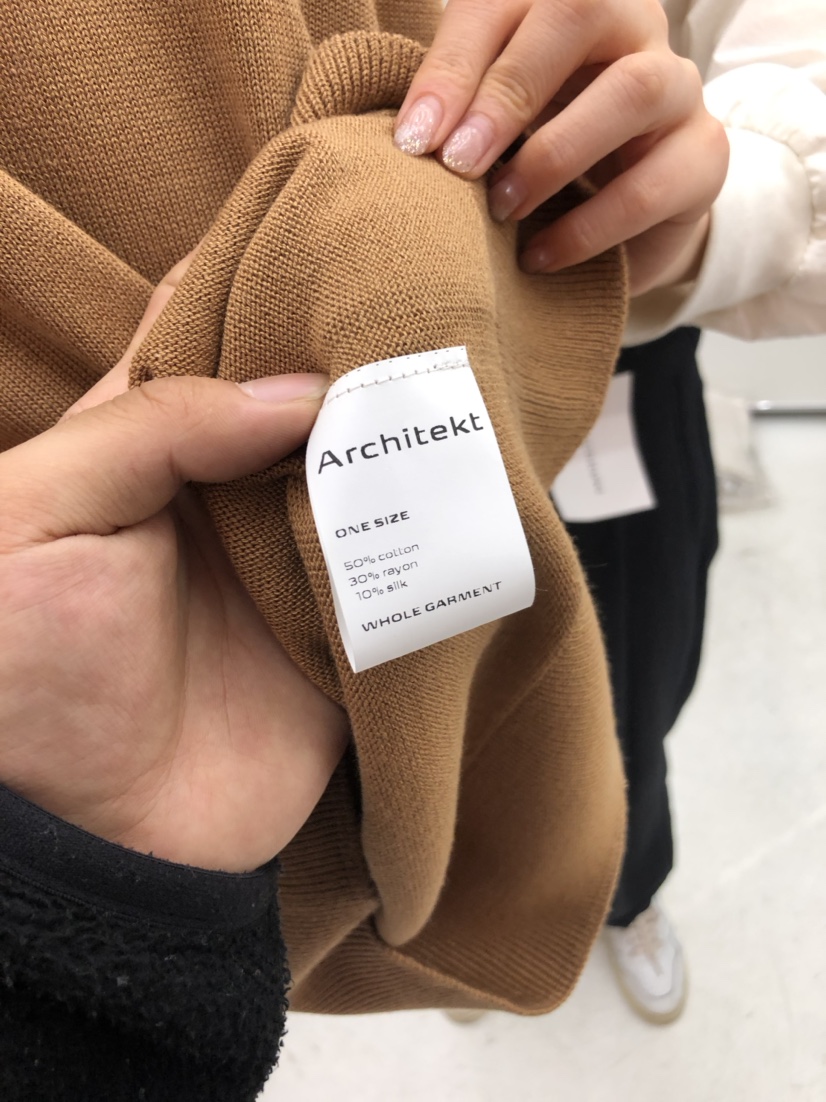 Architekt
ONE SIZE
50% cotton
30% rayon
10% silk
WHOLE GARMENT